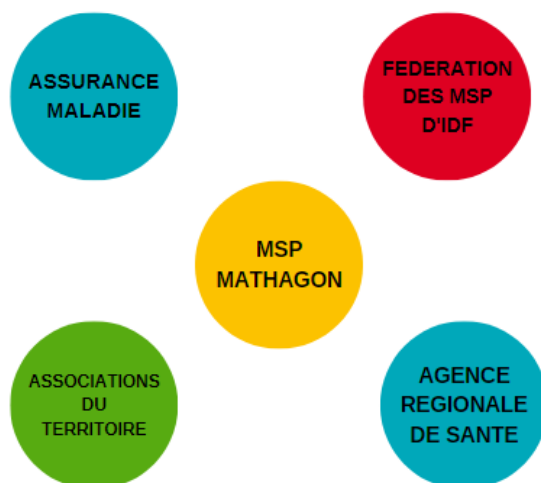 ASSURANCE
MALADIE
FEDERATION
DES MSP
D'IDF
MSP
MATHAGON
ASSOCIATIONS
DU
TERRITOIRE
AGENCE
REGIONALE
DE SANTE